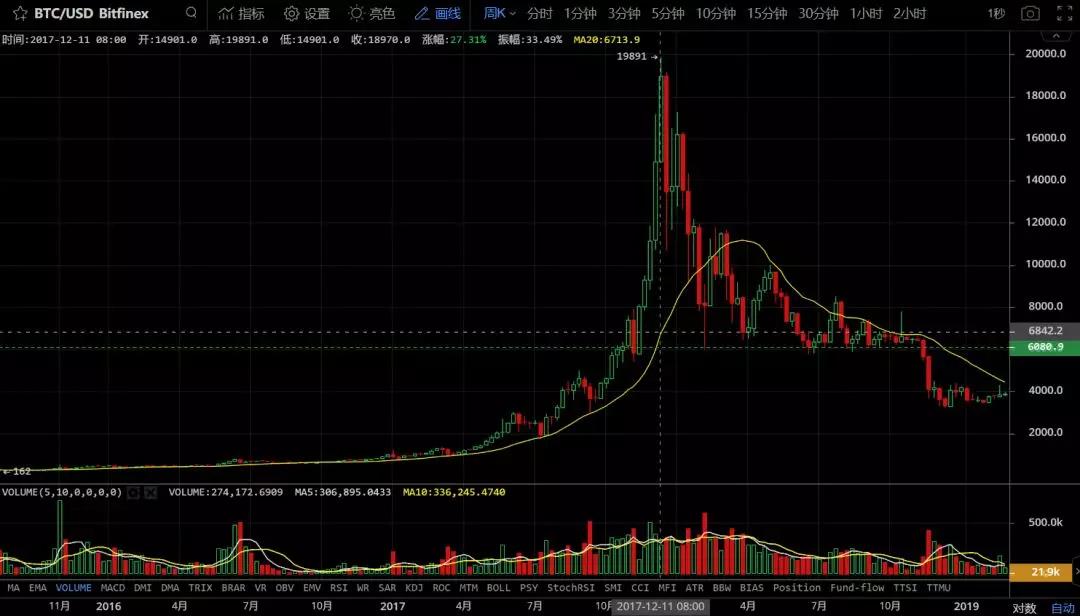 BTC/USD Bitfinex 指标 设置 亮色 画线 周K 分时 1分钟 3分钟 5分钟 10分钟 15分钟 30分钟 1小时 2小时 1秒
时间:2017-12-11 08:00 开:14901.0 高:19891.0 低:14901.0 收:18970.0 涨幅:27.31% 振幅:33.49% MA20:6713.9
19891
20000.0
18000.0
16000.0
14000.0
12000.0
10000.0
8000.0
6842.2
6080.9
4000.0
2000.0
162
VOLUME(5,10,0,0,0,0) VOLUME:274,172.6909 MA5:306,895.0433 MA10:336,245.4740
500.0k
21.9k
MA EMA VOLUME MACD DMI DMA TRIX BRAR VR OBV EMV RSI WR SAR KDJ ROC MTM BOLL PSY StochRSI SMI CCI MFI ATR BBW BIAS Position Fund-flow TTSI TTMU
11月 2016 4月 7月 10月 2017 4月 7月 2017-12-11 08:00 4月 7月 10月 2019 对数 自动